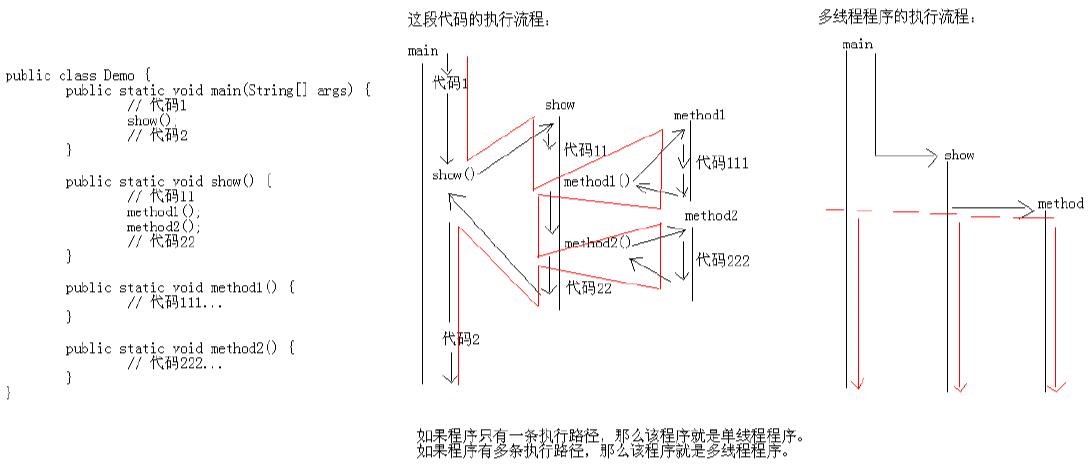 public class Demo {
public static void main(String[] args) {
// 代码1
show();
// 代码2
}
public static void show() {
// 代码11
method1();
method2();
// 代码22
}
public static void method1() {
// 代码111...
}
public static void method2() {
// 代码222...
}
}
这段代码的执行流程：
main
代码1
show()
代码2
show
代码11
method1()
method2()
代码22
method1
代码111
method2
代码222
多线程程序的执行流程：
main
show
method
如果程序只有一条执行路径，那么该程序就是单线程程序。
如果程序有多条执行路径，那么该程序就是多线程程序。